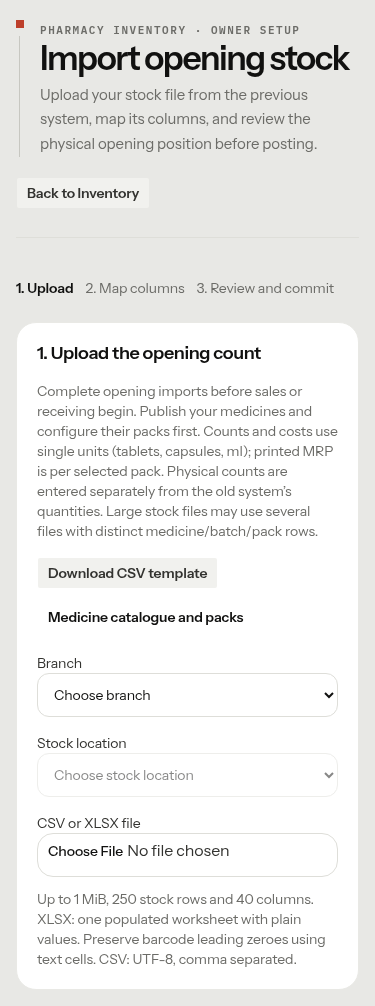 PHARMACY INVENTORY · OWNER SETUP
Import opening stock
Upload your stock file from the previous
system, map its columns, and review the
physical opening position before posting.
Back to Inventory
1. Upload 2. Map columns 3. Review and commit
1. Upload the opening count
Complete opening imports before sales or
receiving begin. Publish your medicines and
configure their packs first. Counts and costs use
single units (tablets, capsules, ml); printed MRP
is per selected pack. Physical counts are
entered separately from the old system's
quantities. Large stock files may use several
files with distinct medicine/batch/pack rows.
Download CSV template
Medicine catalogue and packs
Branch
Choose branch
Stock location
Choose stock location
CSV or XLSX file
Choose File No file chosen
Up to 1 MiB, 250 stock rows and 40 columns.
XLSX: one populated worksheet with plain
values. Preserve barcode leading zeroes using
text cells. CSV: UTF-8, comma separated.